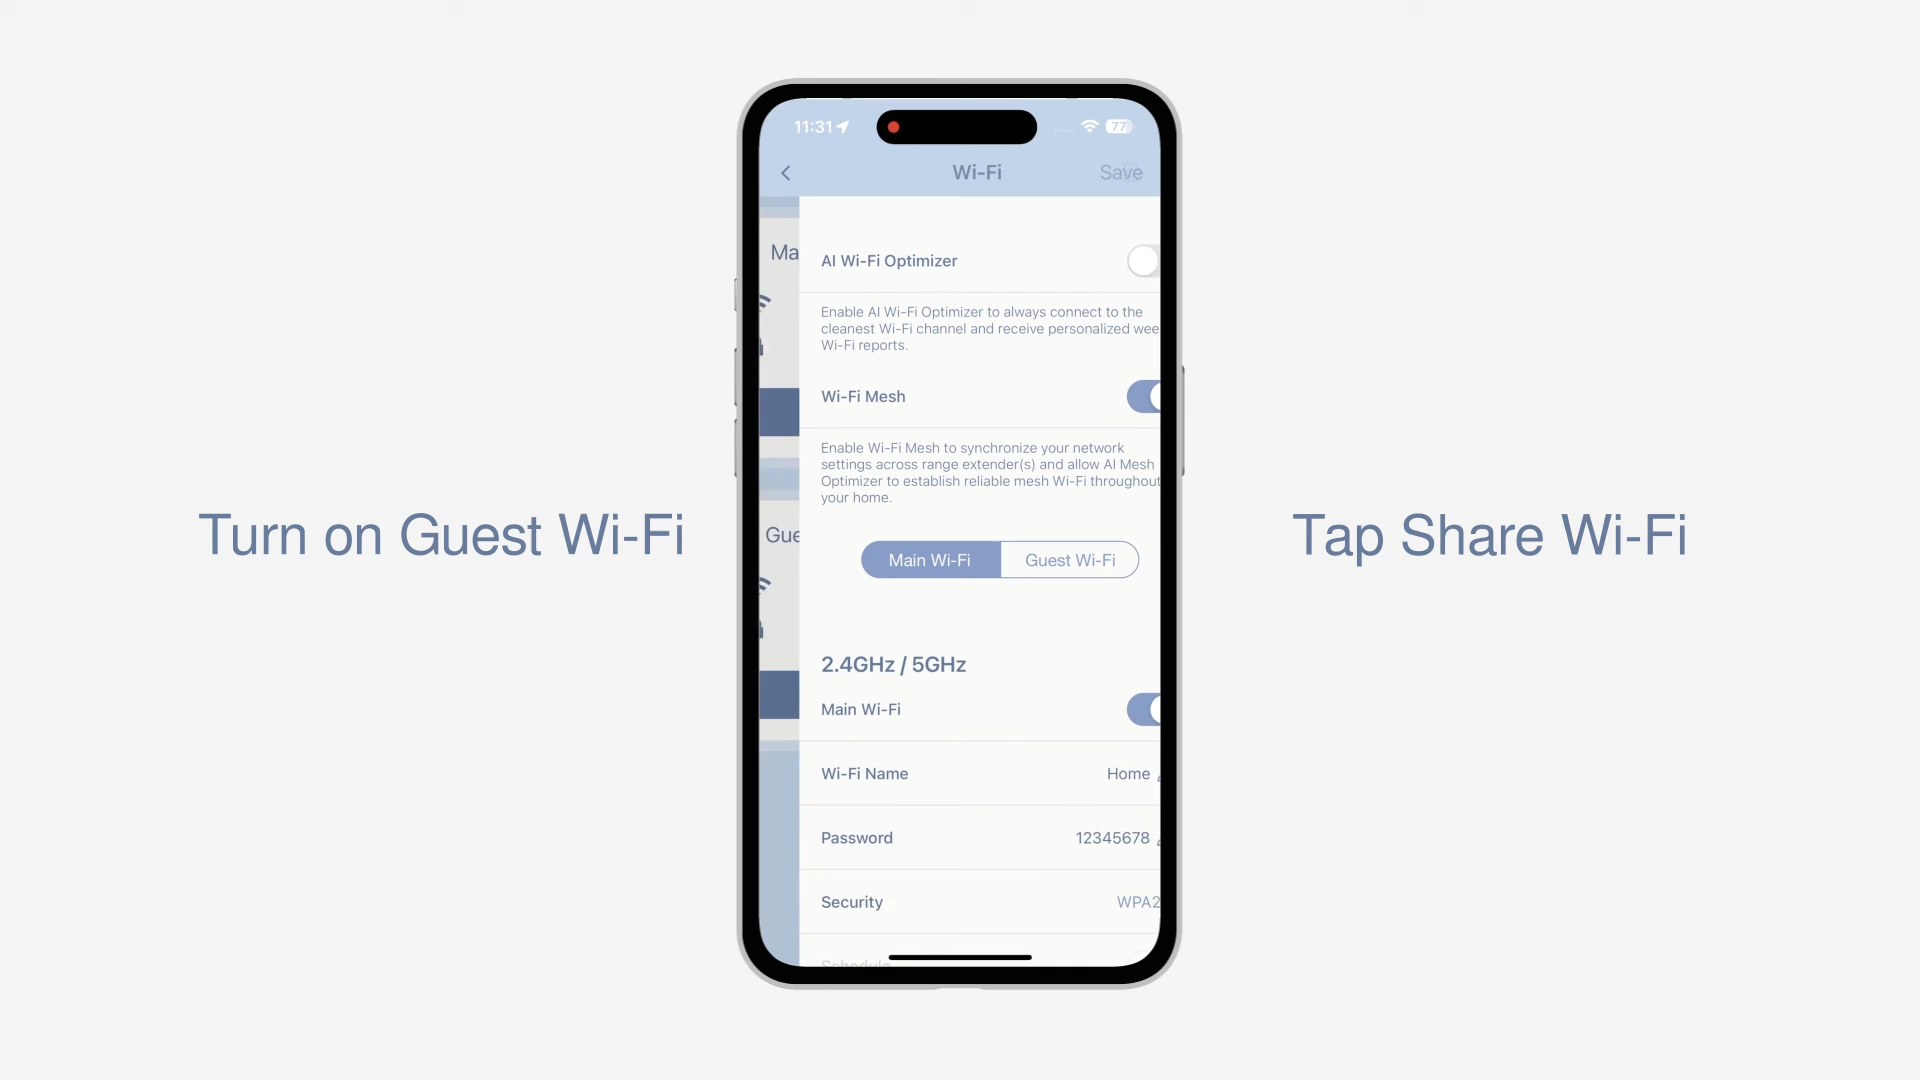 Turn on Guest Wi-Fi
11:31
77
Wi-Fi
Save
Ma
AI Wi-Fi Optimizer
Enable AI Wi-Fi Optimizer to always connect to the
cleanest Wi-Fi channel and receive personalized wee
Wi-Fi reports.
Wi-Fi Mesh
Enable Wi-Fi Mesh to synchronize your network
settings across range extender(s) and allow AI Mesh
Optimizer to establish reliable mesh Wi-Fi throughout
your home.
Gue
Main Wi-Fi
Guest Wi-Fi
2.4GHz / 5GHz
Main Wi-Fi
Wi-Fi Name
Home
Password
12345678
Security
WPA2
Schedule
Tap Share Wi-Fi